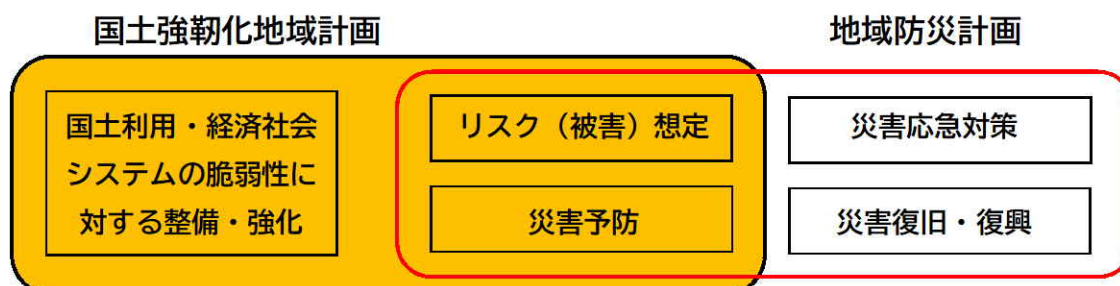 国土強靭化地域計画
地域防災計画
国土利用・経済社会
システムの脆弱性に
対する整備・強化
リスク（被害）想定
災害予防
災害応急対策
災害復旧・復興